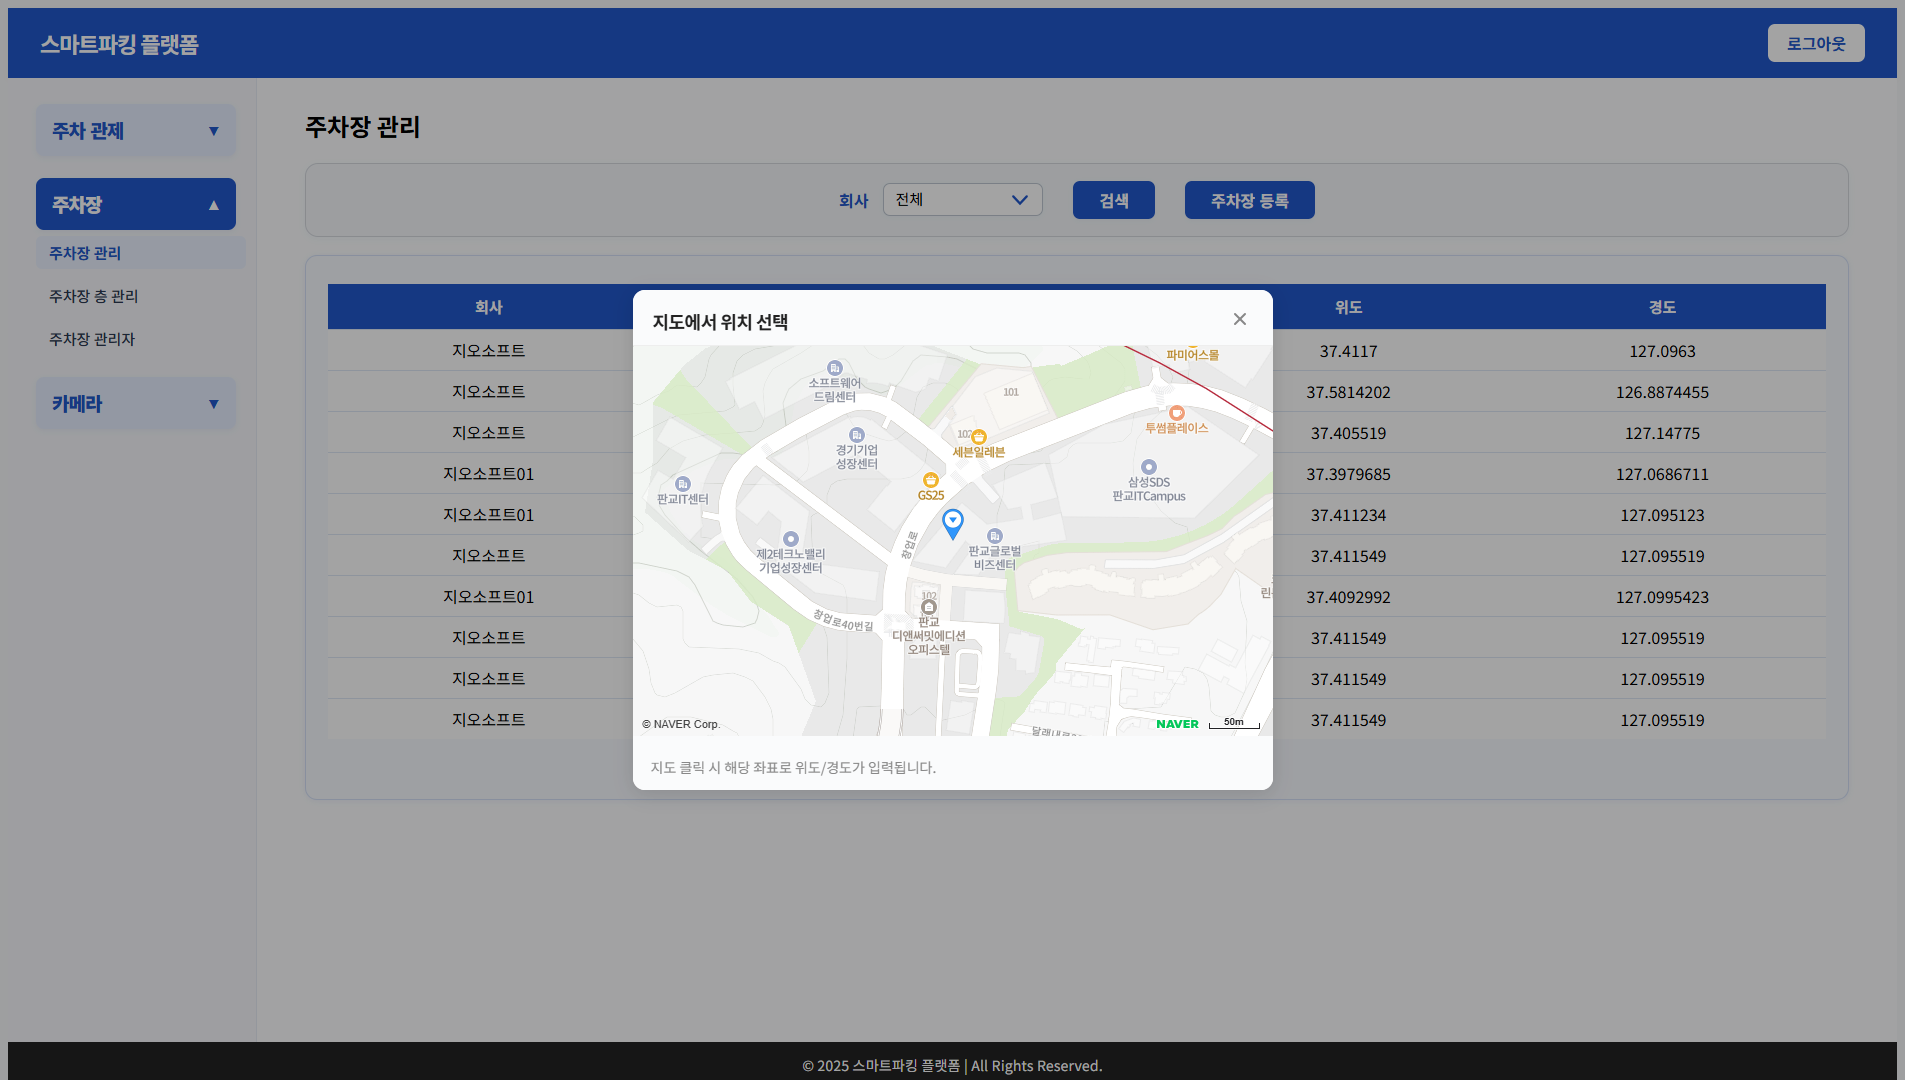 스마트파킹 플랫폼
로그아웃
주차 관제 ▼
주차장 ▲
주차장 관리
주차장 층 관리
주차장 관리자
카메라 ▼
주차장 관리
회사 전체 검색 주차장 등록
회사 위도 경도
지오소프트 37.4117 127.0963
지오소프트 37.5814202 126.8874455
지오소프트 37.405519 127.14775
지오소프트01 37.3979685 127.0686711
지오소프트01 37.411234 127.095123
지오소프트 37.411549 127.095519
지오소프트01 37.4092992 127.0995423
지오소프트 37.411549 127.095519
지오소프트 37.411549 127.095519
지오소프트 37.411549 127.095519
지도에서 위치 선택
파미어스몰
소프트웨어
드림센터
101
투썸플레이스
102
세븐일레븐
경기기업
성장센터
삼성SDS
판교ITCampus
판교IT센터
GS25
창업로
판교글로벌
비즈센터
제2테크노밸리
기업성장센터
102
판교
디앤써밋에디션
오피스텔
창업로40번길
© NAVER Corp.
NAVER
50m
지도 클릭 시 해당 좌표로 위도/경도가 입력됩니다.
© 2025 스마트파킹 플랫폼 | All Rights Reserved.